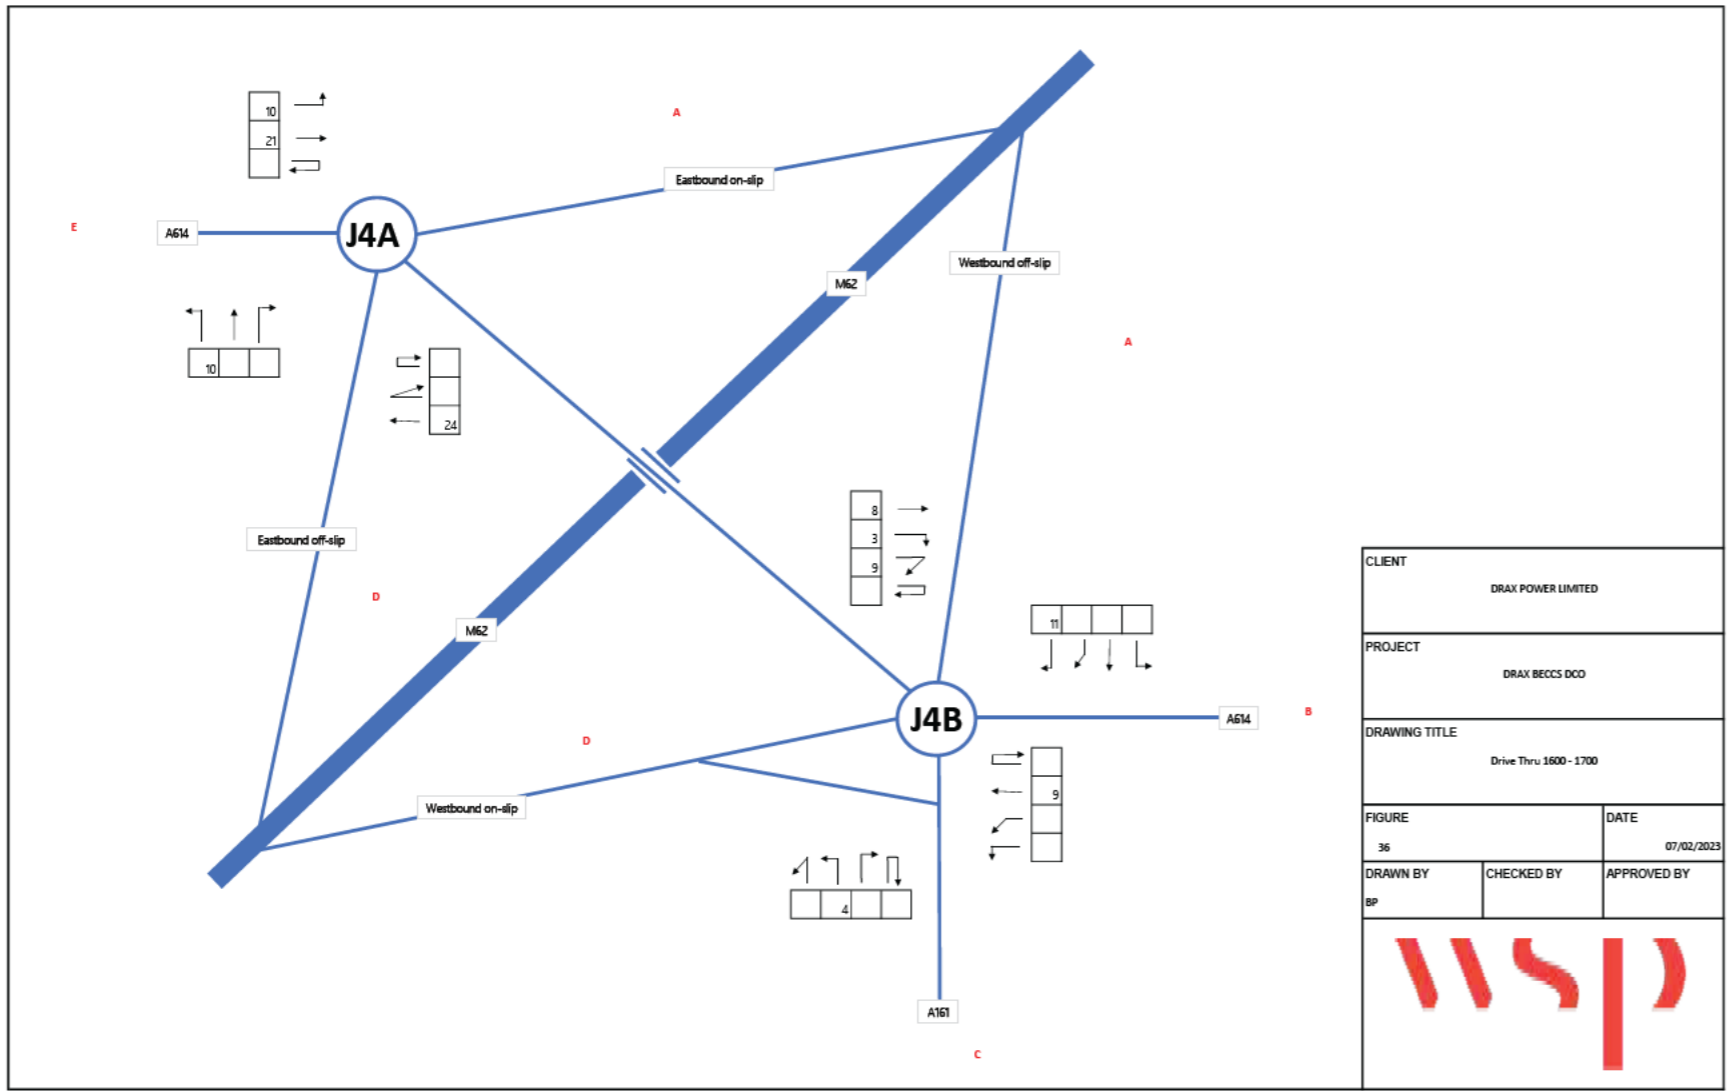 10
21
A
Eastbound on-slip
E
A614
J4A
Westbound off-slip
M62
A
10
24
8
3
9
Eastbound off-slip
D
M62
11
J4B
A614
B
D
Westbound on-slip
9
4
A161
C
CLIENT
DRAX POWER LIMITED
PROJECT
DRAX BECCS DCO
DRAWING TITLE
Drive Thru 1600 - 1700
FIGURE
36
DATE
07/02/2023
DRAWN BY
BP
CHECKED BY
APPROVED BY
wsp